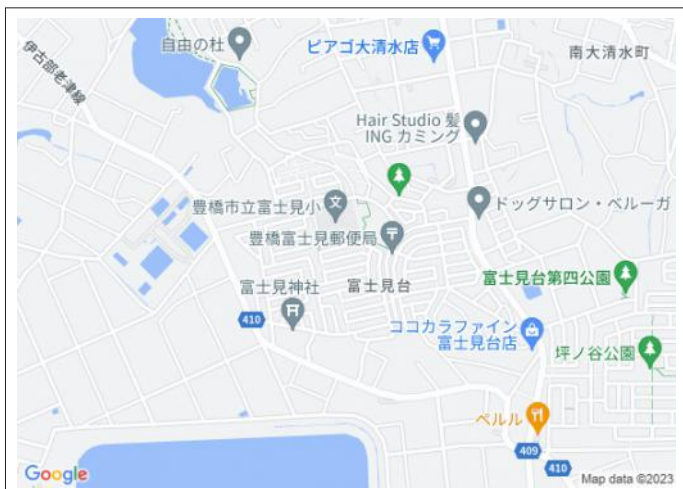 自由の杜
ピアゴ大清水店
南大清水町
伊古部老津線
Hair Studio 髪
ING カミング
豊橋市立富士見小
ドッグサロン・ベルーガ
豊橋富士見郵便局
富士見台第四公園
富士見神社
富士見台
410
ココカラファイン
富士見台店
坪ノ谷公園
ペルル
409
410
Google
Map data ©2023